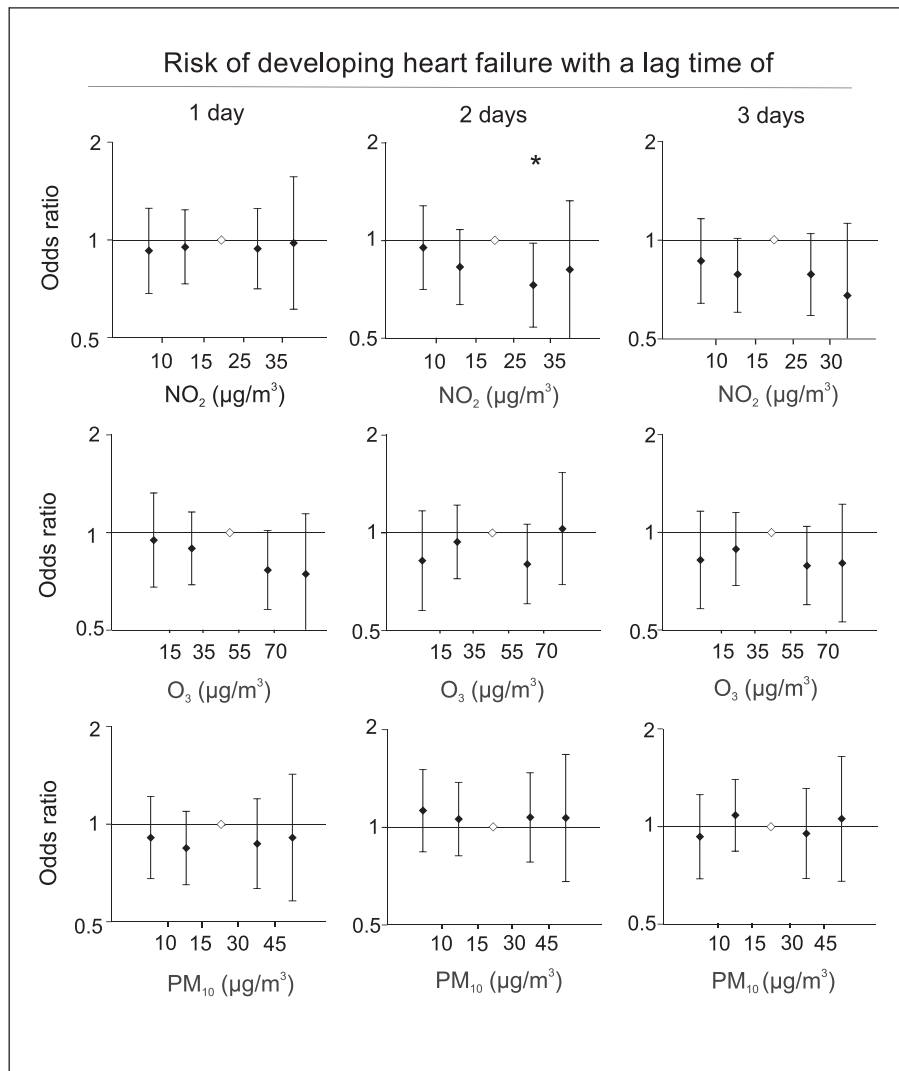 Risk of developing heart failure with a lag time of
1 day 2 days 3 days
2 2 2
*
Odds ratio
1 1 1
0.5 0.5 0.5
10 15 25 35 10 15 25 35 10 15 25 30
NO₂ (µg/m³) NO₂ (µg/m³) NO₂ (µg/m³)
2 2 2
Odds ratio
1 1 1
0.5 0.5 0.5
15 35 55 70 15 35 55 70 15 35 55 70
O₃ (µg/m³) O₃ (µg/m³) O₃ (µg/m³)
2 2 2
Odds ratio
1 1 1
0.5 0.5 0.5
10 15 30 45 10 15 30 45 10 15 30 45
PM₁₀ (µg/m³) PM₁₀ (µg/m³) PM₁₀ (µg/m³)